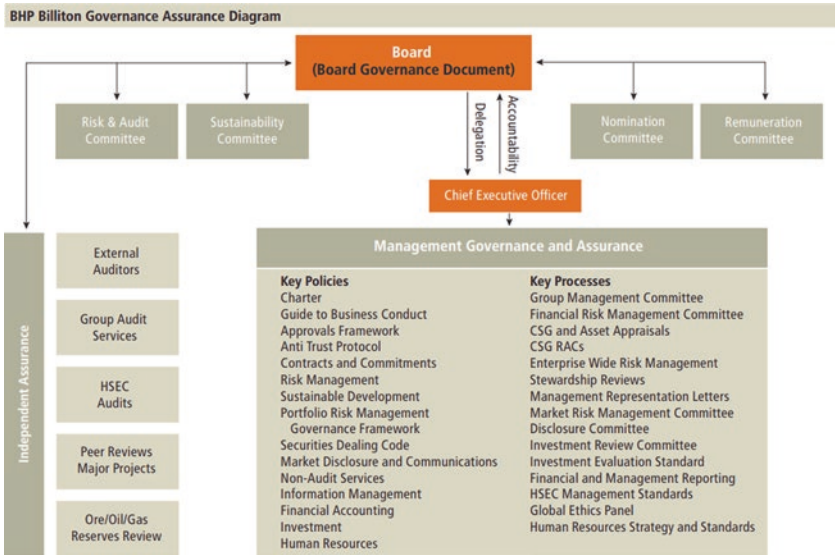 BHP Billiton Governance Assurance Diagram
Board
(Board Governance Document)
Risk & Audit
Committee
Sustainability
Committee
Delegation
Accountability
Nomination
Committee
Remuneration
Committee
Chief Executive Officer
Independent Assurance
External
Auditors
Group Audit
Services
HSEC
Audits
Peer Reviews
Major Projects
Ore/Oil/Gas
Reserves Review
Management Governance and Assurance
Key Policies
Charter
Guide to Business Conduct
Approvals Framework
Anti Trust Protocol
Contracts and Commitments
Risk Management
Sustainable Development
Portfolio Risk Management
Governance Framework
Securities Dealing Code
Market Disclosure and Communications
Non-Audit Services
Information Management
Financial Accounting
Investment
Human Resources
Key Processes
Group Management Committee
Financial Risk Management Committee
CSG and Asset Appraisals
CSG RACs
Enterprise Wide Risk Management
Stewardship Reviews
Management Representation Letters
Market Risk Management Committee
Disclosure Committee
Investment Review Committee
Investment Evaluation Standard
Financial and Management Reporting
HSEC Management Standards
Global Ethics Panel
Human Resources Strategy and Standards